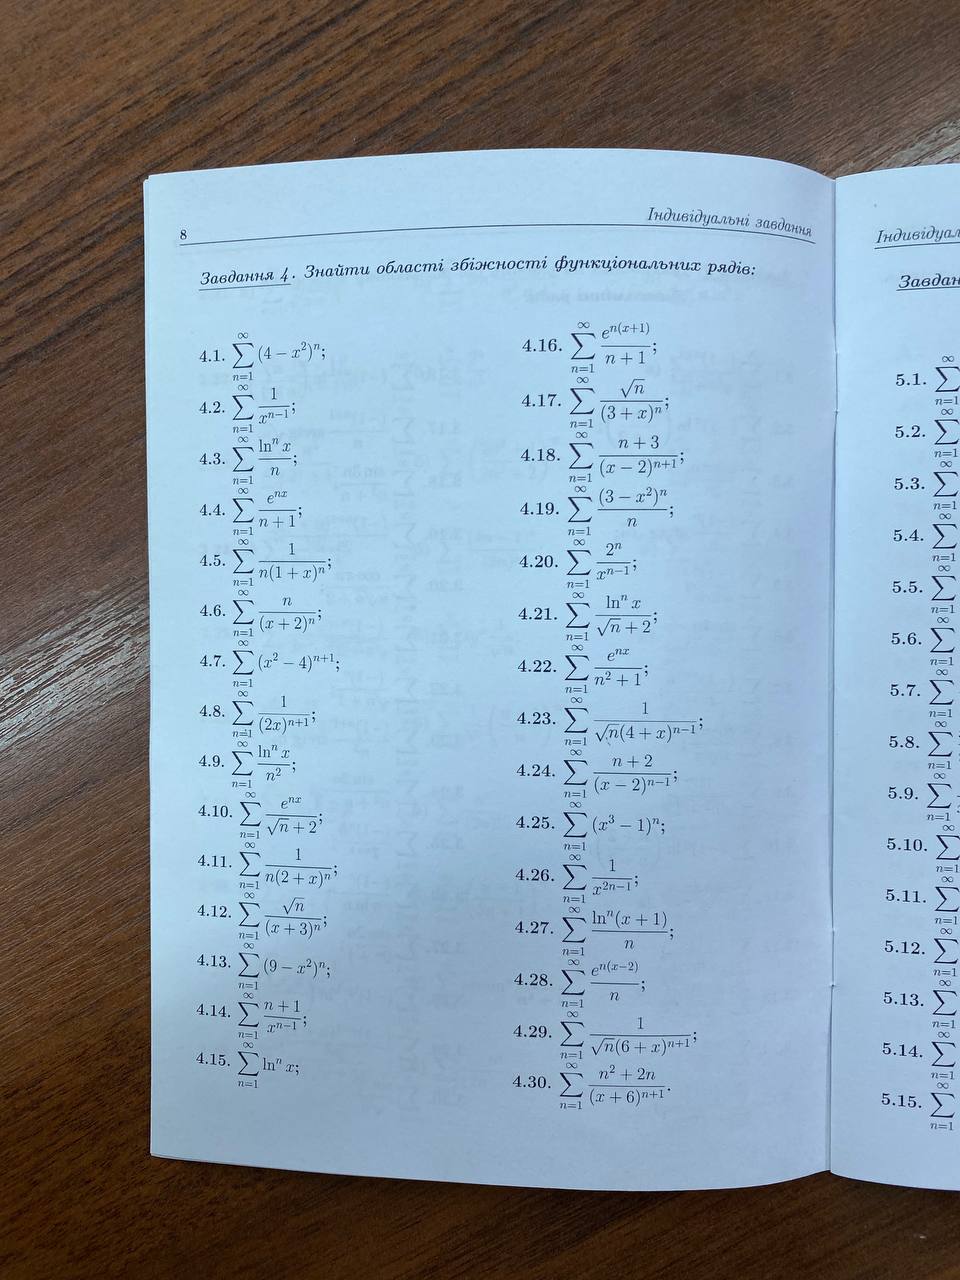 8
Індивідуальні завдання
Завдання 4. Знайти області збіжності функціональних рядів:
4.1. \sum_{n=1}^{\infty} (4 - x^2)^n;
4.2. \sum_{n=1}^{\infty} \frac{1}{x^{n-1}};
4.3. \sum_{n=1}^{\infty} \frac{\ln^n x}{n};
4.4. \sum_{n=1}^{\infty} \frac{e^{nx}}{n+1};
4.5. \sum_{n=1}^{\infty} \frac{1}{n(1+x)^n};
4.6. \sum_{n=1}^{\infty} \frac{n}{(x+2)^n};
4.7. \sum_{n=1}^{\infty} (x^2 - 4)^{n+1};
4.8. \sum_{n=1}^{\infty} \frac{1}{(2x)^{n+1}};
4.9. \sum_{n=1}^{\infty} \frac{\ln^n x}{n^2};
4.10. \sum_{n=1}^{\infty} \frac{e^{nx}}{\sqrt{n}+2};
4.11. \sum_{n=1}^{\infty} \frac{1}{n(2+x)^n};
4.12. \sum_{n=1}^{\infty} \frac{\sqrt{n}}{(x+3)^n};
4.13. \sum_{n=1}^{\infty} (9 - x^2)^n;
4.14. \sum_{n=1}^{\infty} \frac{n+1}{x^{n-1}};
4.15. \sum_{n=1}^{\infty} \ln^n x;
4.16. \sum_{n=1}^{\infty} \frac{e^{n(x+1)}}{n+1};
4.17. \sum_{n=1}^{\infty} \frac{\sqrt{n}}{(3+x)^n};
4.18. \sum_{n=1}^{\infty} \frac{n+3}{(x-2)^{n+1}};
4.19. \sum_{n=1}^{\infty} \frac{(3-x^2)^n}{n};
4.20. \sum_{n=1}^{\infty} \frac{2^n}{x^{n-1}};
4.21. \sum_{n=1}^{\infty} \frac{\ln^n x}{\sqrt{n}+2};
4.22. \sum_{n=1}^{\infty} \frac{e^{nx}}{n^2+1};
4.23. \sum_{n=1}^{\infty} \frac{1}{\sqrt{n}(4+x)^{n-1}};
4.24. \sum_{n=1}^{\infty} \frac{n+2}{(x-2)^{n-1}};
4.25. \sum_{n=1}^{\infty} (x^3 - 1)^n;
4.26. \sum_{n=1}^{\infty} \frac{1}{x^{2n-1}};
4.27. \sum_{n=1}^{\infty} \frac{\ln^n(x+1)}{n};
4.28. \sum_{n=1}^{\infty} \frac{e^{n(x-2)}}{n};
4.29. \sum_{n=1}^{\infty} \frac{1}{\sqrt{n}(6+x)^{n+1}};
4.30. \sum_{n=1}^{\infty} \frac{n^2+2n}{(x+6)^{n+1}}.
Індивідуал
Завдан
5.1. \sum_{n=1}^{\infty}
5.2. \sum_{n=1}^{\infty}
5.3. \sum_{n=1}^{\infty}
5.4. \sum_{n=1}^{\infty}
5.5. \sum_{n=1}^{\infty}
5.6. \sum_{n=1}^{\infty}
5.7. \sum_{n=1}^{\infty}
5.8. \sum_{n=1}^{\infty}
5.9. \sum_{n=1}^{\infty}
5.10. \sum_{n=1}^{\infty}
5.11. \sum_{n=1}^{\infty}
5.12. \sum_{n=1}^{\infty}
5.13. \sum_{n=1}^{\infty}
5.14. \sum_{n=1}^{\infty}
5.15. \sum_{n=1}^{\infty}